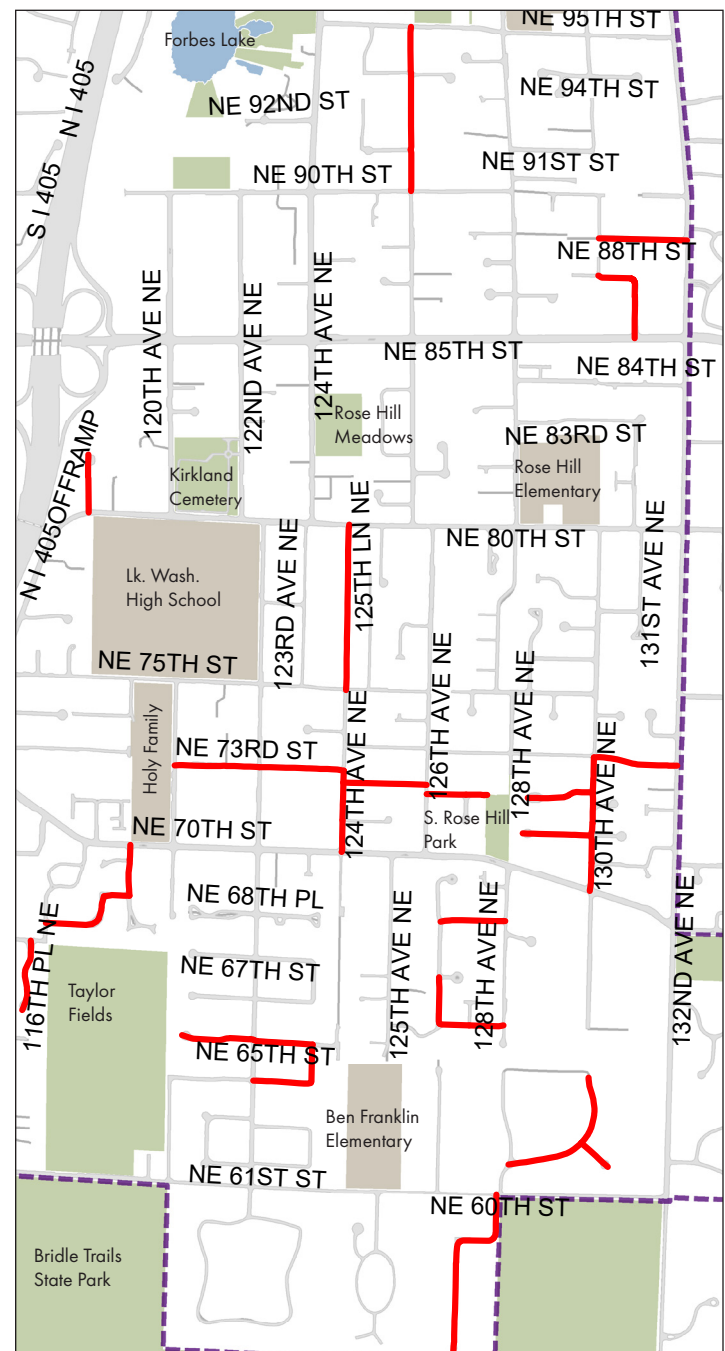 NE 95TH ST
Forbes Lake
N I 405
NE 94TH ST
NE 92ND ST
NE 91ST ST
NE 90TH ST
S I 405
NE 88TH ST
NE 85TH ST
NE 84TH ST
120TH AVE NE
122ND AVE NE
124TH AVE NE
Rose Hill
Meadows
NE 83RD ST
Rose Hill
Elementary
Kirkland
Cemetery
N I 405OFFRAMP
NE 80TH ST
123RD AVE NE
125TH LN NE
131ST AVE NE
Lk. Wash.
High School
NE 75TH ST
Holy Family
NE 73RD ST
124TH AVE NE
126TH AVE NE
128TH AVE NE
130TH AVE NE
S. Rose Hill
Park
NE 70TH ST
NE 68TH PL
116TH PL NE
NE 67TH ST
125TH AVE NE
128TH AVE NE
132ND AVE NE
Taylor
Fields
NE 65TH ST
Ben Franklin
Elementary
NE 61ST ST
NE 60TH ST
Bridle Trails
State Park